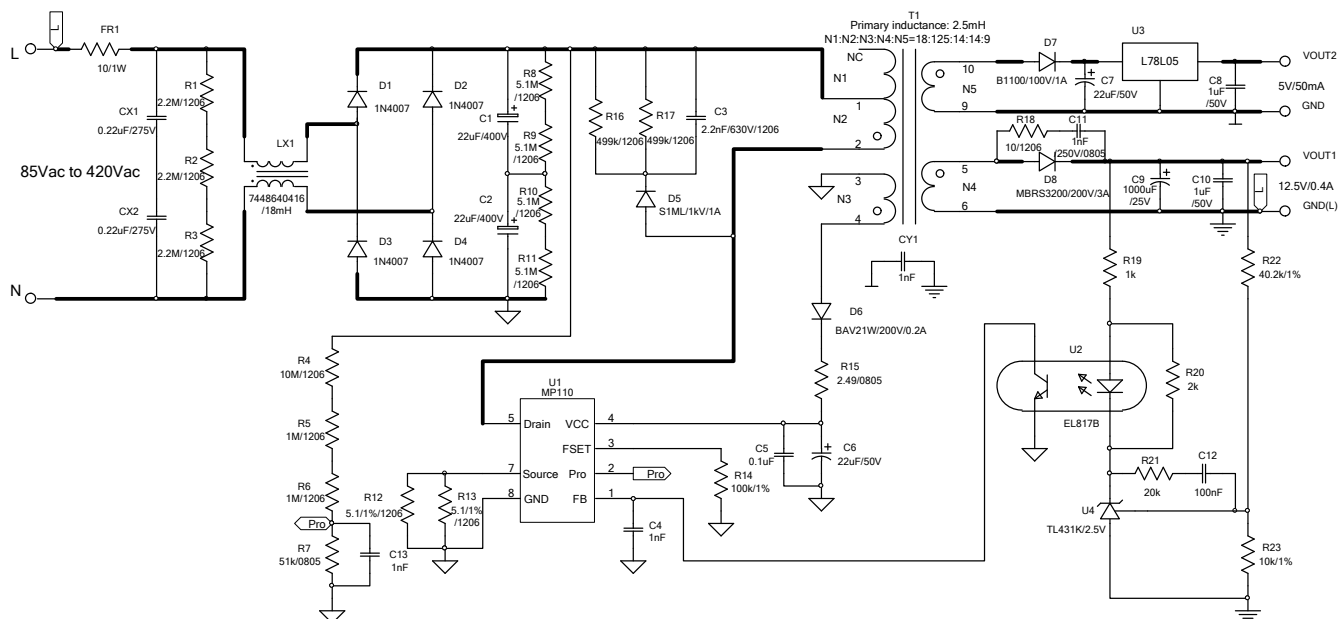 T1
Primary inductance: 2.5mH
N1:N2:N3:N4:N5=18:125:14:14:9
L
L
FR1
10/1W
CX1
0.22uF/275V
CX2
0.22uF/275V
R1
2.2M/1206
R2
2.2M/1206
R3
2.2M/1206
85Vac to 420Vac
N
LX1
7448640416
/18mH
D1
1N4007
D2
1N4007
D3
1N4007
D4
1N4007
C1
22uF/400V
C2
22uF/400V
R8
5.1M
/1206
R9
5.1M
/1206
R10
5.1M
/1206
R11
5.1M
/1206
R16
499k/1206
R17
499k/1206
C3
2.2nF/630V/1206
D5
S1ML/1kV/1A
NC
N1
1
N2
2
3
N3
4
10
N5
9
5
N4
6
D7
B1100/100V/1A
C7
22uF/50V
U3
L78L05
C8
1uF
/50V
VOUT2
5V/50mA
GND
R18
10/1206
C11
1nF
/250V/0805
D8
MBRS3200/200V/3A
C9
1000uF
/25V
C10
1uF
/50V
L
VOUT1
12.5V/0.4A
GND(L)
CY1
1nF
R19
1k
R22
40.2k/1%
D6
BAV21W/200V/0.2A
R15
2.49/0805
U2
EL817B
R20
2k
R4
10M/1206
R5
1M/1206
R6
1M/1206
Pro
R7
51k/0805
C13
1nF
R12
5.1/1%/1206
R13
5.1/1%
/1206
U1
MP110
5
Drain
VCC
4
FSET
3
7
Source
Pro
2
Pro
8
GND
FB
1
C4
1nF
R14
100k/1%
C5
0.1uF
C6
22uF/50V
R21
20k
C12
100nF
U4
TL431K/2.5V
R23
10k/1%